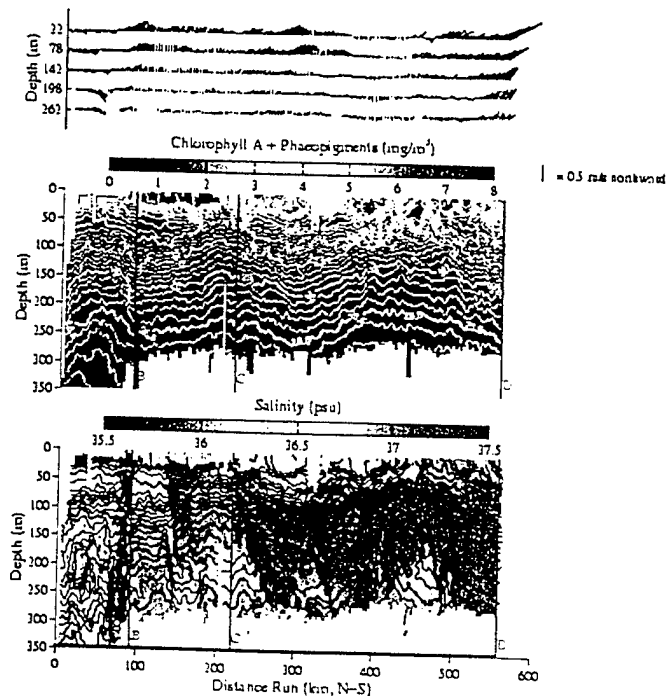 22
78
142
198
262
Depth (m)
Chlorophyll A + Phaeopigments (mg/m³)
0 1 2 3 4 5 6 7 8
= 0.5 m/s northward
0
50
100
150
200
250
300
350
Depth (m)
B C D
Salinity (psu)
35.5 36 36.5 37 37.5
0
50
100
150
200
250
300
350
Depth (m)
B C D
0 100 200 300 400 500 600
Distance Run (km, N-S)